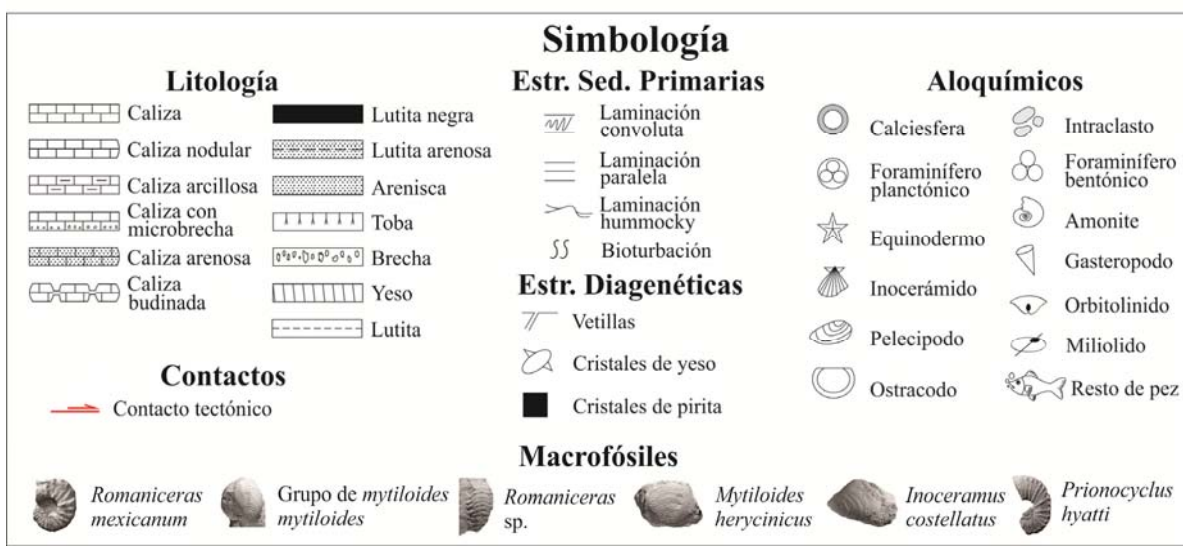 Simbología
Litología
Caliza
Caliza nodular
Caliza arcillosa
Caliza con
microbrecha
Caliza arenosa
Caliza
budinada
Lutita negra
Lutita arenosa
Arenisca
Toba
Brecha
Yeso
Lutita
Contactos
Contacto tectónico
Estr. Sed. Primarias
Laminación
convoluta
Laminación
paralela
Laminación
hummocky
Bioturbación
Estr. Diagenéticas
Vetillas
Cristales de yeso
Cristales de pirita
Aloquímicos
Calciesfera
Foraminífero
planctónico
Equinodermo
Inocerámido
Pelecipodo
Ostracodo
Intraclasto
Foraminífero
bentónico
Amonite
Gasteropodo
Orbitolinido
Miliolido
Resto de pez
Macrofósiles
Romaniceras
mexicanum
Grupo de mytiloides
mytiloides
Romaniceras
sp.
Mytiloides
herycinicus
Inoceramus
costellatus
Prionocyclus
hyatti